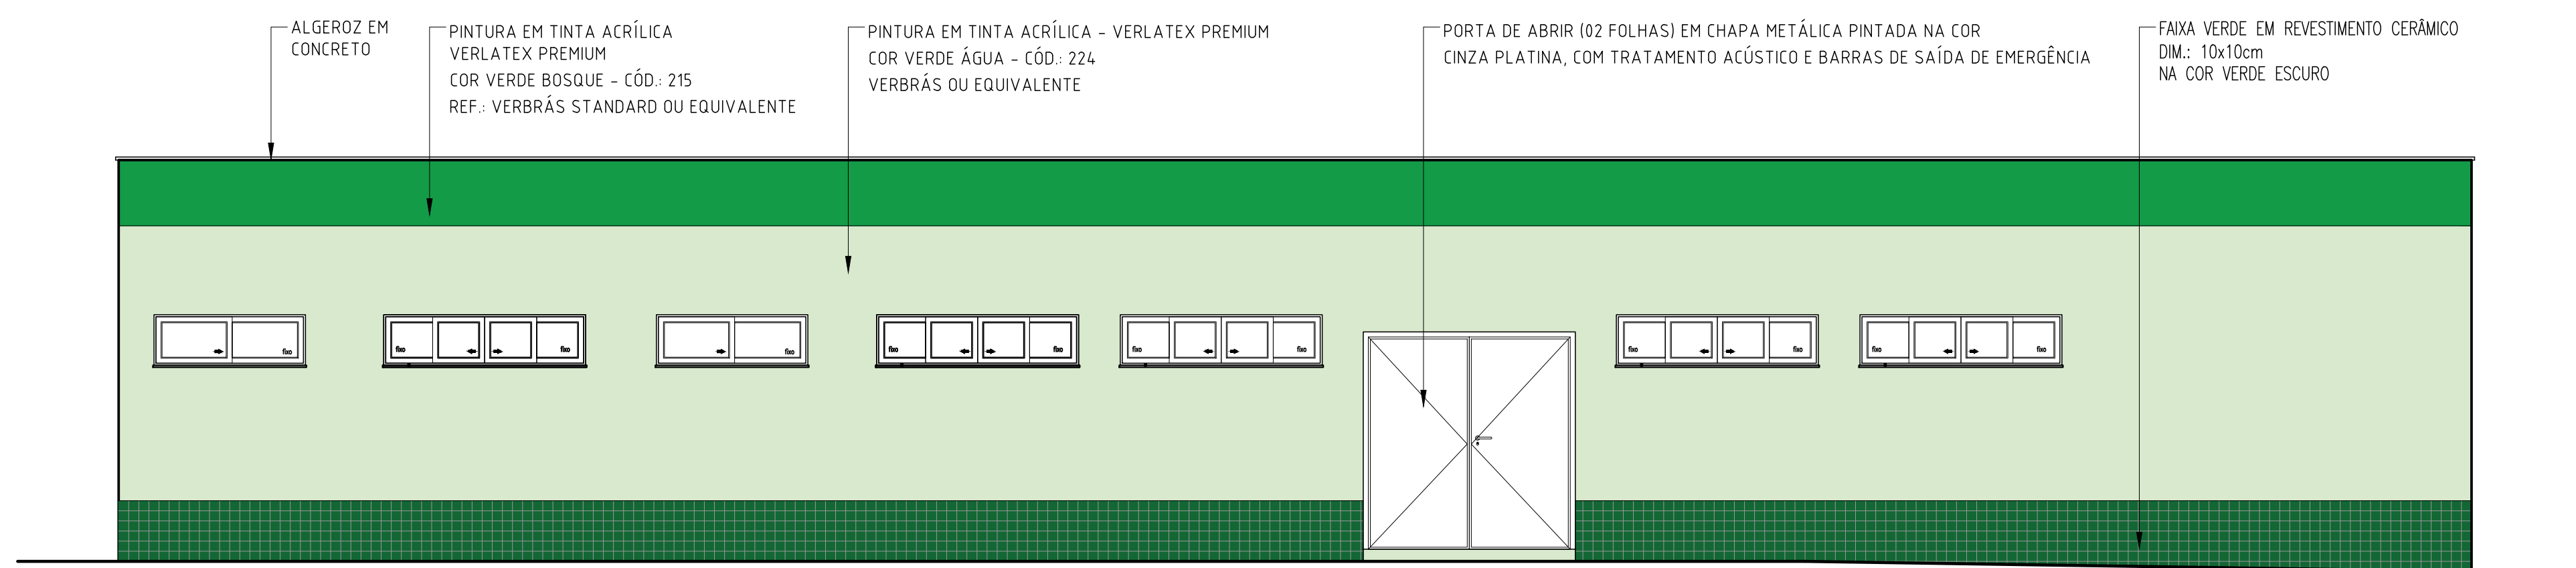 ALGEROZ EM
CONCRETO
PINTURA EM TINTA ACRÍLICA
VERLATEX PREMIUM
COR VERDE BOSQUE - CÓD.: 215
REF.: VERBRÁS STANDARD OU EQUIVALENTE
PINTURA EM TINTA ACRÍLICA - VERLATEX PREMIUM
COR VERDE ÁGUA - CÓD.: 224
VERBRÁS OU EQUIVALENTE
PORTA DE ABRIR (02 FOLHAS) EM CHAPA METÁLICA PINTADA NA COR
CINZA PLATINA, COM TRATAMENTO ACÚSTICO E BARRAS DE SAÍDA DE EMERGÊNCIA
FAIXA VERDE EM REVESTIMENTO CERÂMICO
DIM.: 10x10cm
NA COR VERDE ESCURO
fixo
fixo
fixo
fixo
fixo
fixo
fixo
fixo
fixo
fixo
fixo
fixo